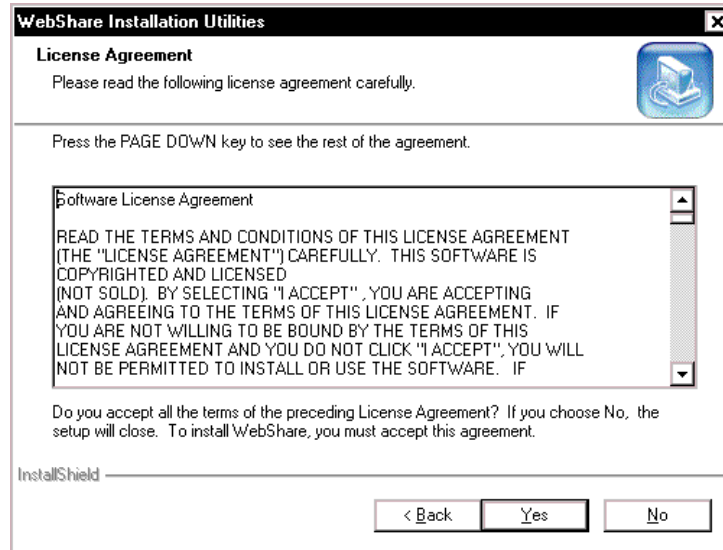 WebShare Installation Utilities
License Agreement
Please read the following license agreement carefully.
Press the PAGE DOWN key to see the rest of the agreement.
Software License Agreement
READ THE TERMS AND CONDITIONS OF THIS LICENSE AGREEMENT
(THE "LICENSE AGREEMENT") CAREFULLY.  THIS SOFTWARE IS
COPYRIGHTED AND LICENSED
(NOT SOLD).  BY SELECTING "I ACCEPT" , YOU ARE ACCEPTING
AND AGREEING TO THE TERMS OF THIS LICENSE AGREEMENT.  IF
YOU ARE NOT WILLING TO BE BOUND BY THE TERMS OF THIS
LICENSE AGREEMENT AND YOU DO NOT CLICK "I ACCEPT", YOU WILL
NOT BE PERMITTED TO INSTALL OR USE THE SOFTWARE.   IF
Do you accept all the terms of the preceding License Agreement?  If you choose No,  the
setup will close.  To install WebShare, you must accept this agreement.
InstallShield
< Back Yes No